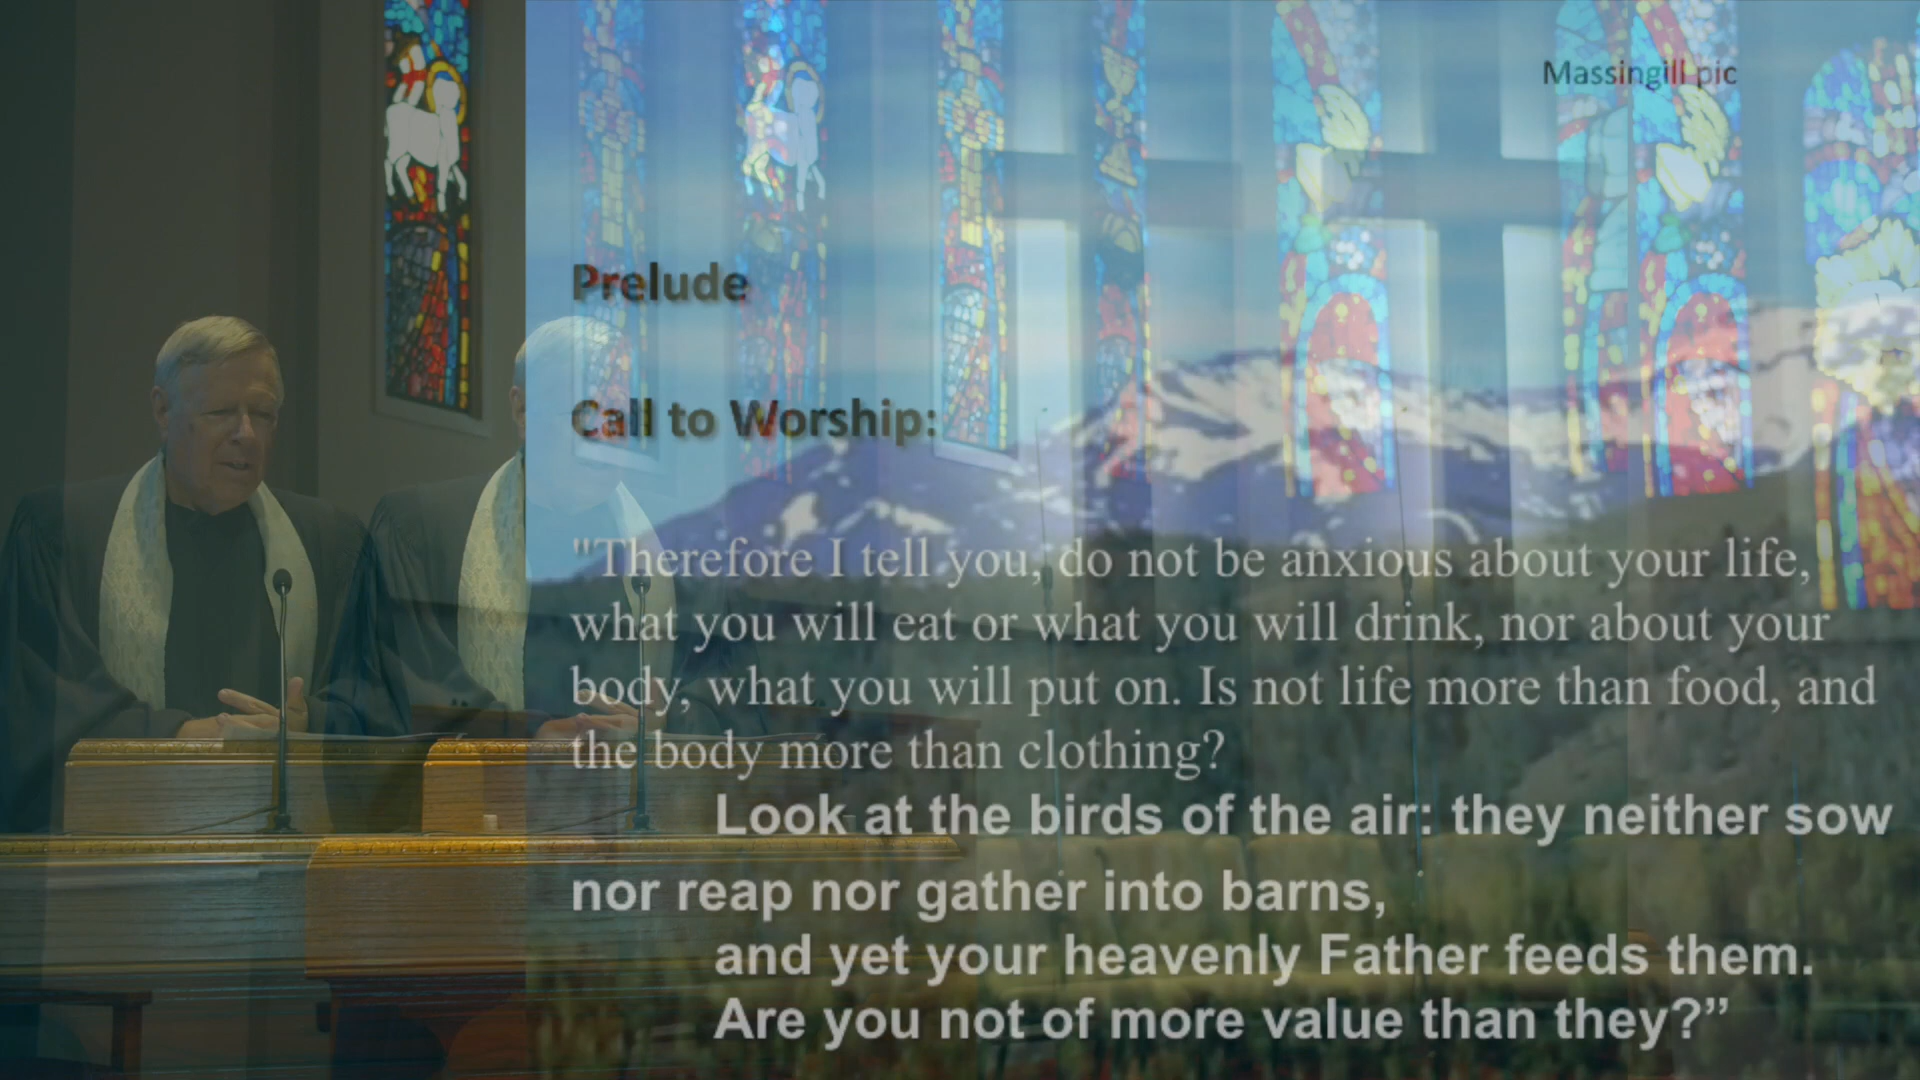 Massingill pic
Prelude
Call to Worship:
"Therefore I tell you, do not be anxious about your life,
what you will eat or what you will drink, nor about your
body, what you will put on. Is not life more than food, and
the body more than clothing?
Look at the birds of the air: they neither sow
nor reap nor gather into barns,
and yet your heavenly Father feeds them.
Are you not of more value than they?”